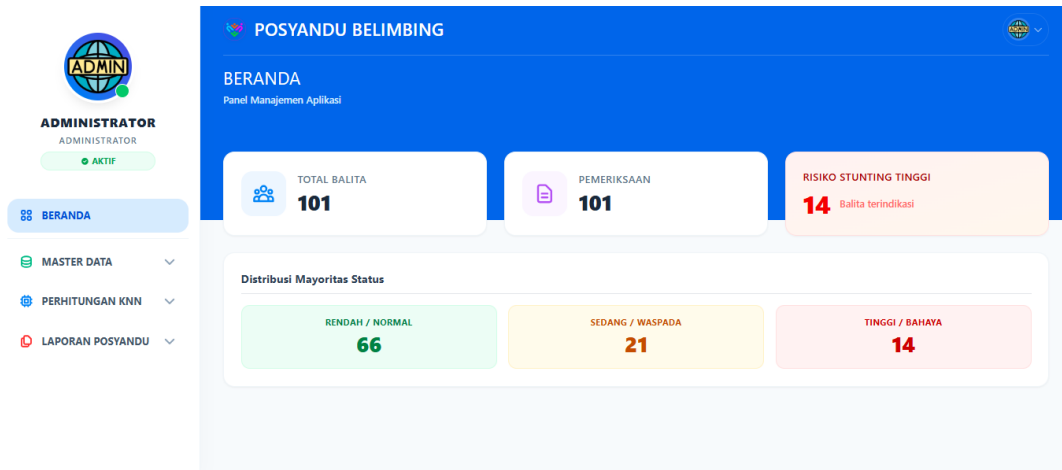 ADMIN
ADMINISTRATOR
ADMINISTRATOR
AKTIF
BERANDA
MASTER DATA
PERHITUNGAN KNN
LAPORAN POSYANDU
POSYANDU BELIMBING
ADMIN
BERANDA
Panel Manajemen Aplikasi
TOTAL BALITA
101
PEMERIKSAAN
101
RISIKO STUNTING TINGGI
14 Balita terindikasi
Distribusi Mayoritas Status
RENDAH / NORMAL
66
SEDANG / WASPADA
21
TINGGI / BAHAYA
14